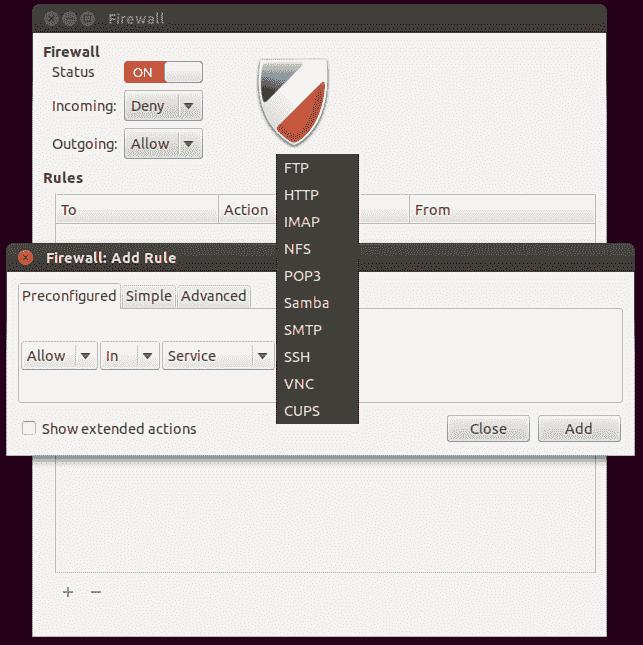 Firewall
Firewall
Status ON
Incoming: Deny
Outgoing: Allow
Rules
To Action From
Firewall: Add Rule
Preconfigured Simple Advanced
Allow In Service
FTP
HTTP
IMAP
NFS
POP3
Samba
SMTP
SSH
VNC
CUPS
Show extended actions Close Add
+ −